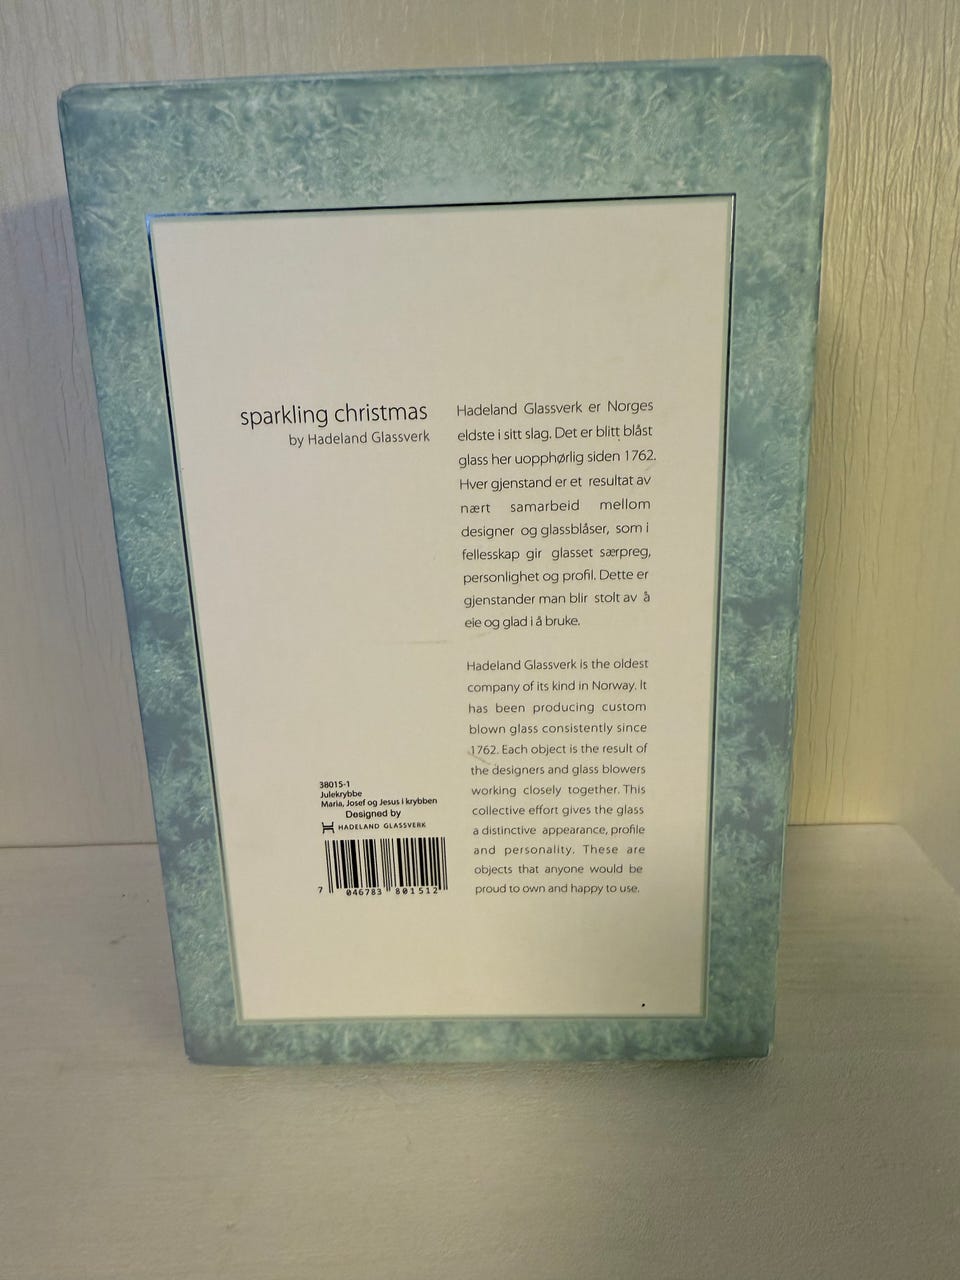 sparkling christmas
by Hadeland Glassverk
Hadeland Glassverk er Norges
eldste i sitt slag. Det er blitt blåst
glass her uopphørlig siden 1762.
Hver gjenstand er et resultat av
nært samarbeid mellom
designer og glassblåser, som i
fellesskap gir glasset særpreg,
personlighet og profil. Dette er
gjenstander man blir stolt av å
eie og glad i å bruke.
Hadeland Glassverk is the oldest
company of its kind in Norway. It
has been producing custom
blown glass consistently since
1762. Each object is the result of
the designers and glass blowers
working closely together. This
collective effort gives the glass
a distinctive appearance, profile
and personality. These are
objects that anyone would be
proud to own and happy to use.
38015-1
Julekrybbe
Maria, Josef og Jesus i krybben
Designed by
HADELAND GLASSVERK
7 046783 801512